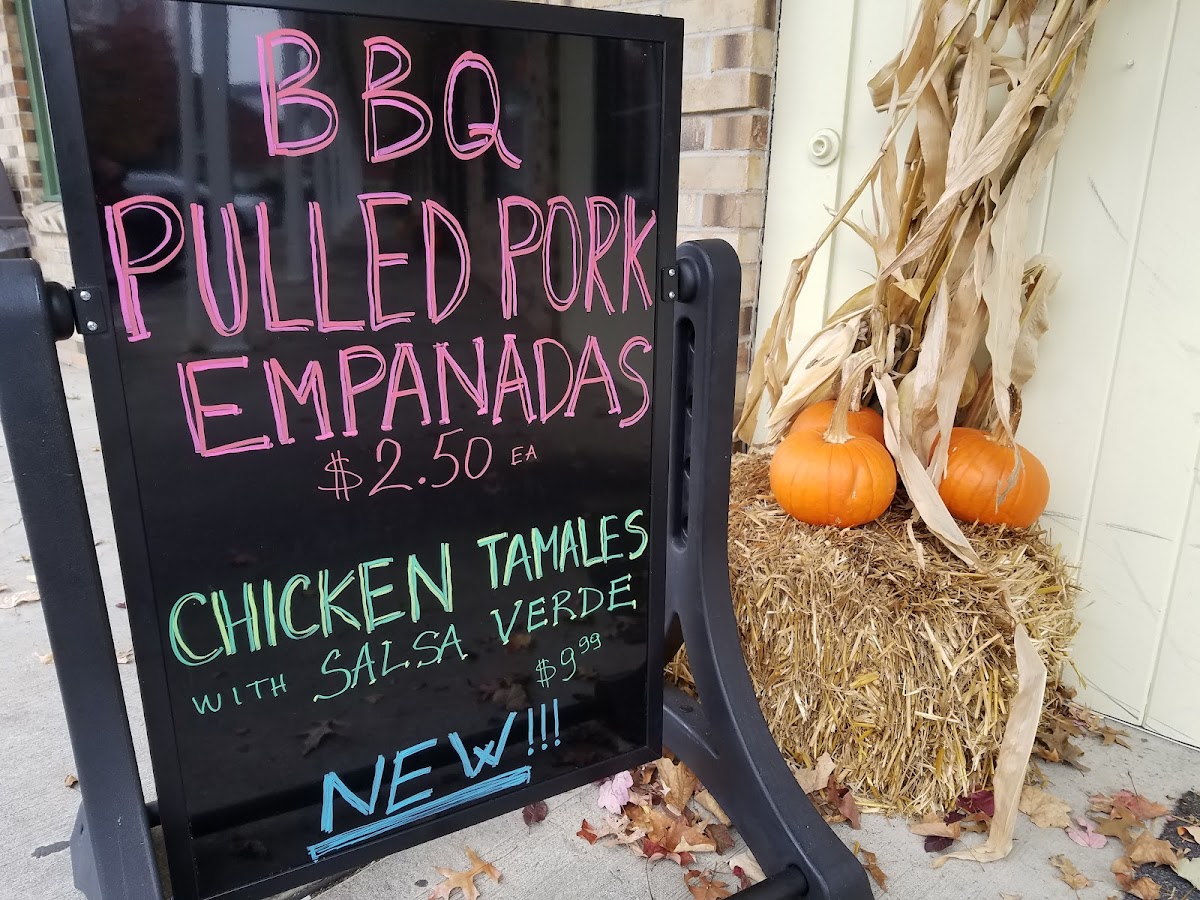 BBQ
PULLED PORK
EMPANADAS
$2.50 EA
CHICKEN TAMALES
WITH SALSA VERDE
$9.99
NEW!!!